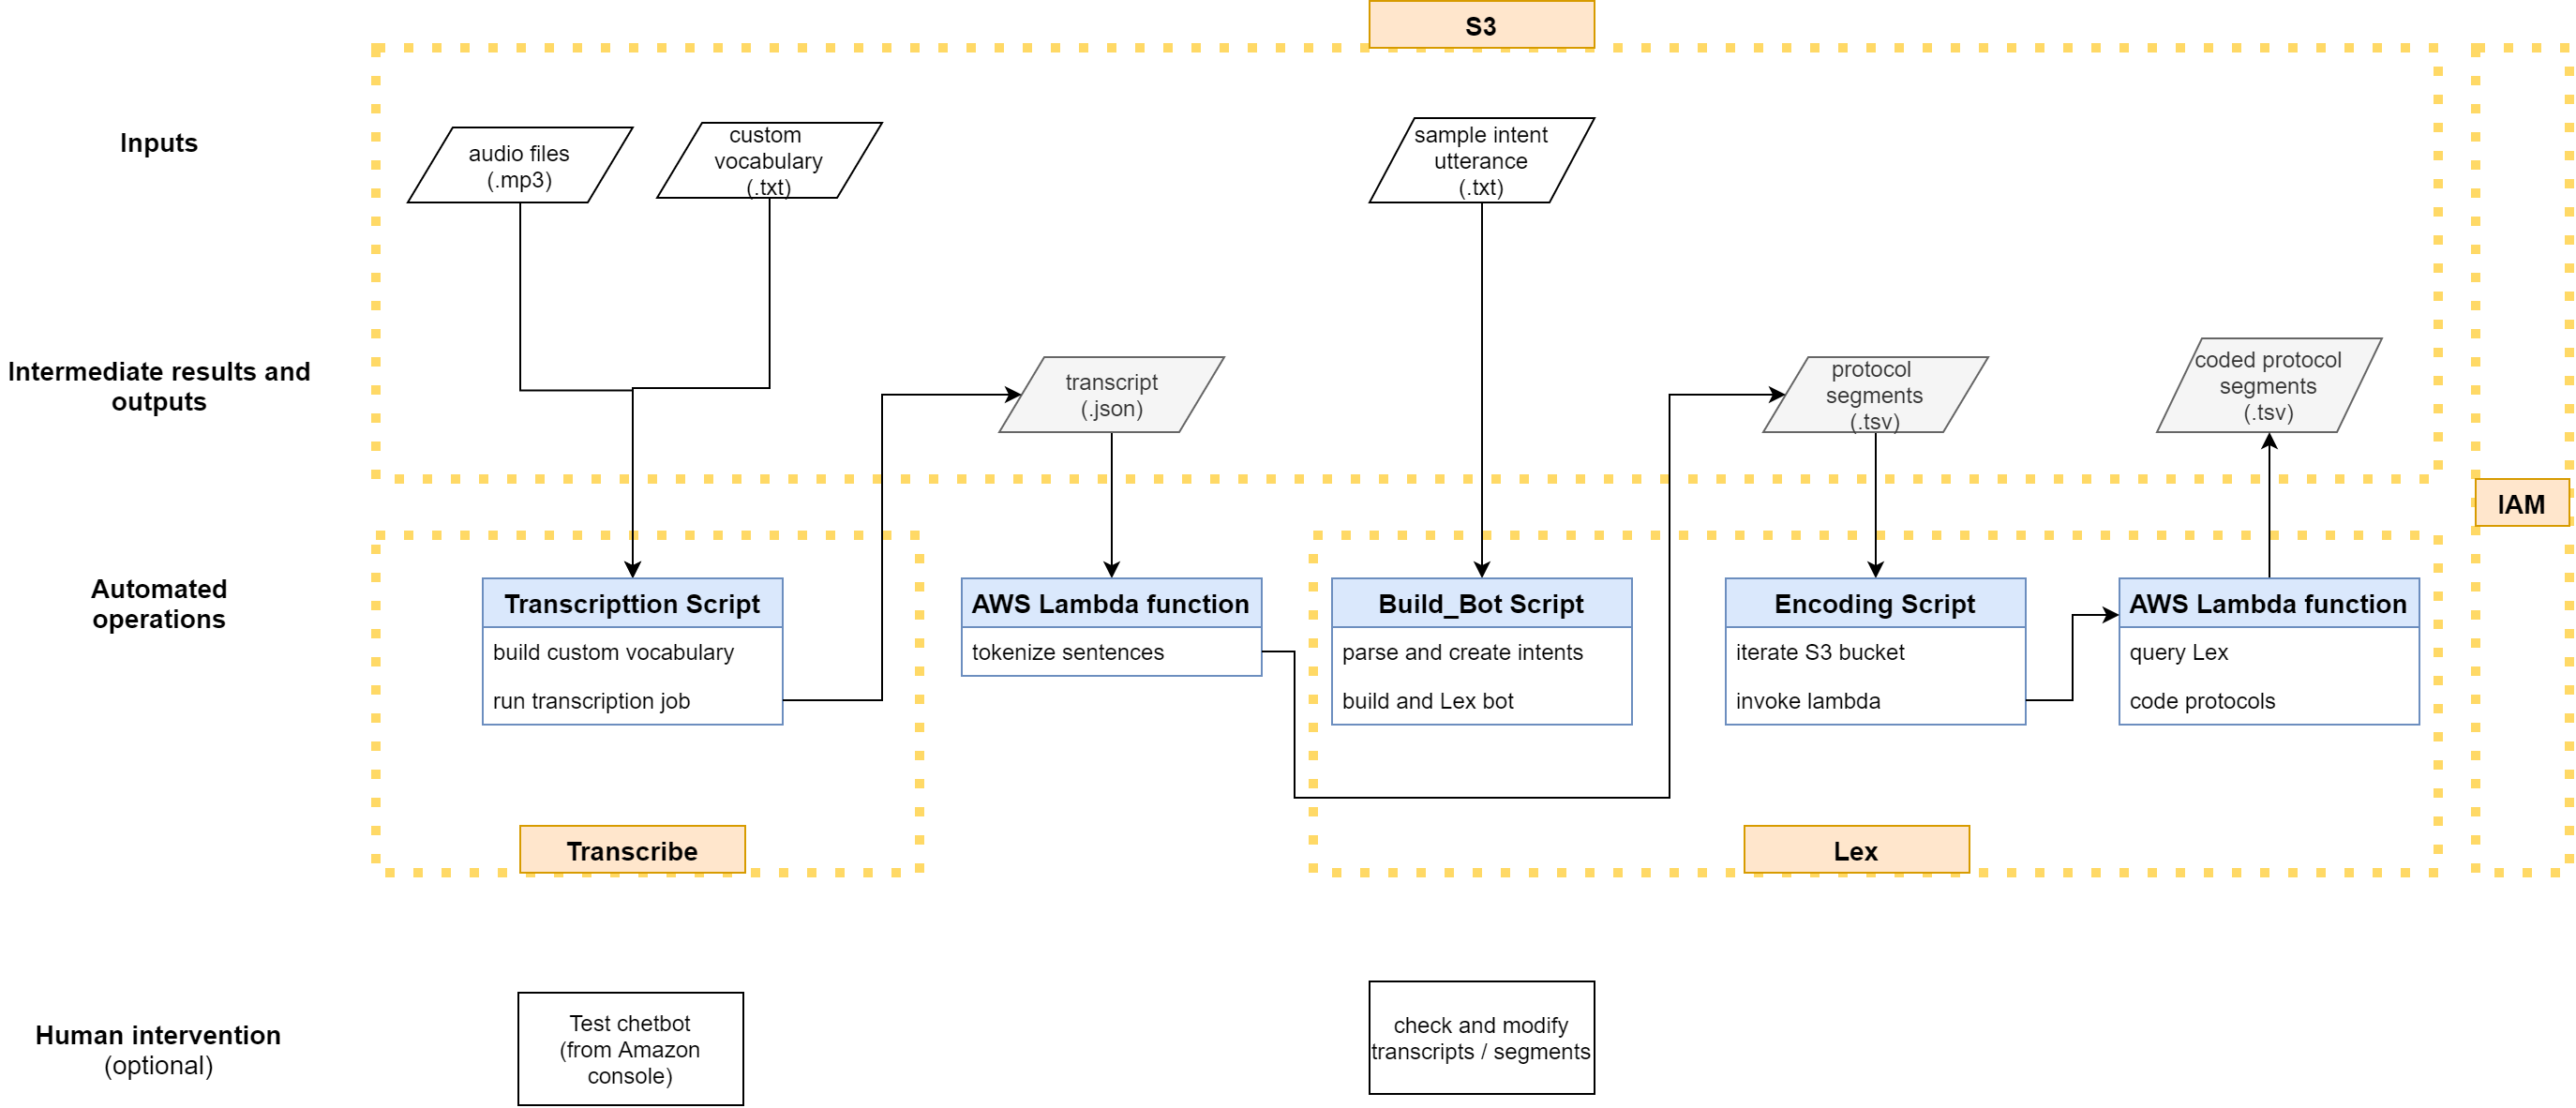 S3
Inputs
audio files
(.mp3)
custom
vocabulary
(.txt)
sample intent
utterance
(.txt)
Intermediate results and
outputs
transcript
(.json)
protocol
segments
(.tsv)
coded protocol
segments
(.tsv)
IAM
Automated
operations
Transcripttion Script
build custom vocabulary
run transcription job
AWS Lambda function
tokenize sentences
Build_Bot Script
parse and create intents
build and Lex bot
Encoding Script
iterate S3 bucket
invoke lambda
AWS Lambda function
query Lex
code protocols
Transcribe
Lex
Human intervention
(optional)
Test chetbot
(from Amazon
console)
check and modify
transcripts / segments